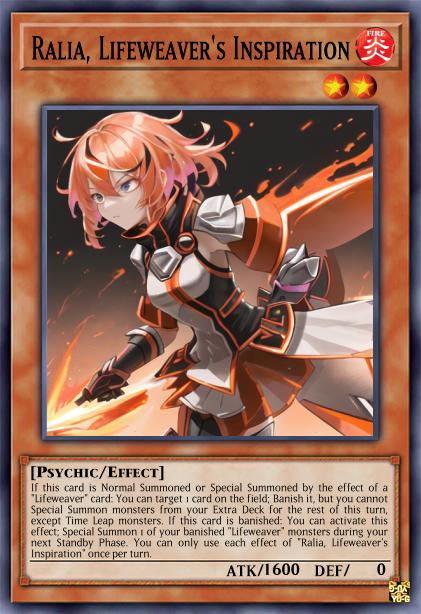 Ralia, Lifeweaver's Inspiration
FIRE
炎
[Psychic/Effect]
If this card is Normal Summoned or Special Summoned by the effect of a
"Lifeweaver" card: You can target 1 card on the field; Banish it, but you cannot
Special Summon monsters from your Extra Deck for the rest of this turn,
except Time Leap monsters. If this card is banished: You can activate this
effect; Special Summon 1 of your banished "Lifeweaver" monsters during your
next Standby Phase. You can only use each effect of "Ralia, Lifeweaver's
Inspiration" once per turn.
ATK/1600 DEF/ 0